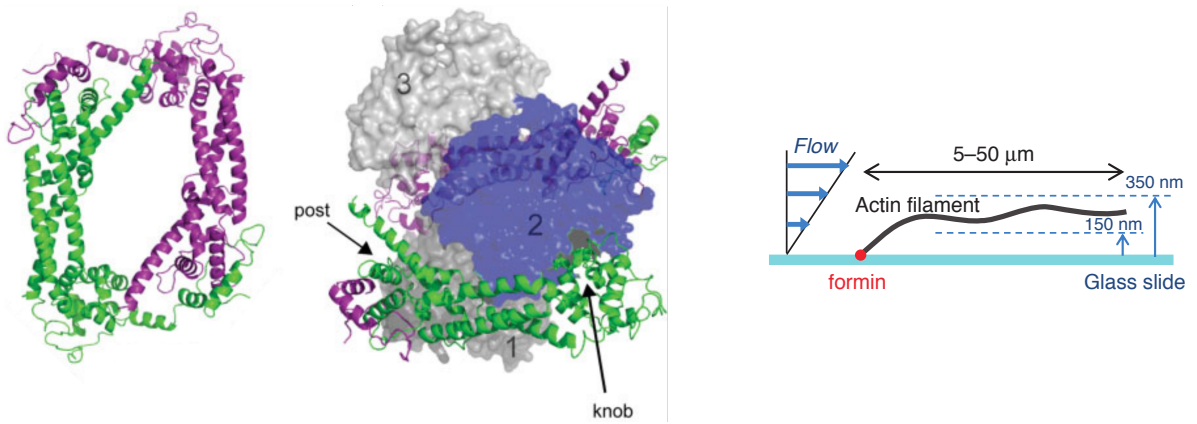 3
2
post
1
knob
Flow
5–50 μm
350 nm
Actin filament
150 nm
formin
Glass slide